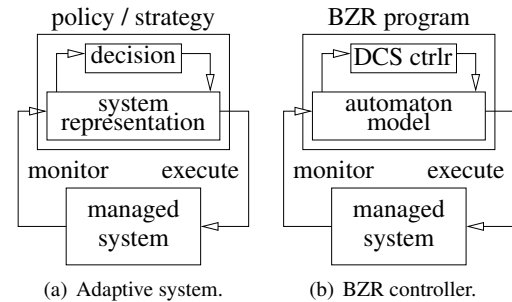 policy / strategy
decision
system
representation
monitor
execute
managed
system
(a) Adaptive system.
BZR program
DCS ctrlr
automaton
model
monitor
execute
managed
system
(b) BZR controller.